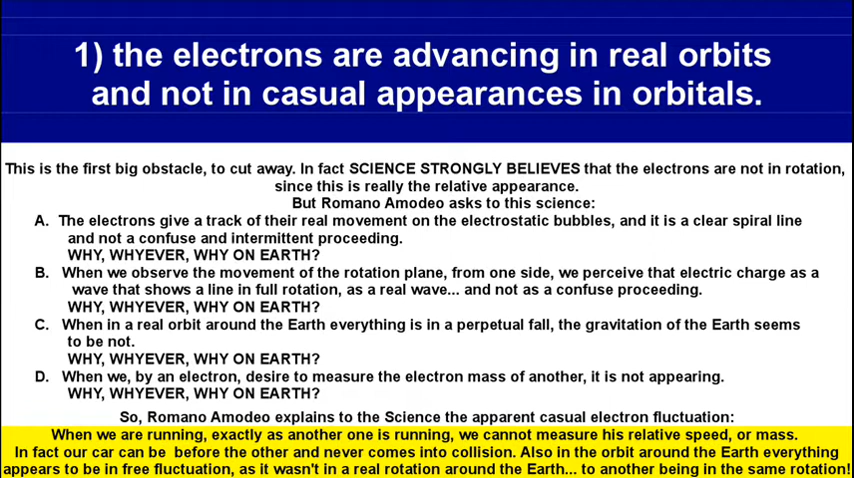 1) the electrons are advancing in real orbits
and not in casual appearances in orbitals.
This is the first big obstacle, to cut away. In fact SCIENCE STRONGLY BELIEVES that the electrons are not in rotation,
since this is really the relative appearance.
But Romano Amodeo asks to this science:
A. The electrons give a track of their real movement on the electrostatic bubbles, and it is a clear spiral line
and not a confuse and intermittent proceeding.
WHY, WHYEVER, WHY ON EARTH?
B. When we observe the movement of the rotation plane, from one side, we perceive that electric charge as a
wave that shows a line in full rotation, as a real wave... and not as a confuse proceeding.
WHY, WHYEVER, WHY ON EARTH?
C. When in a real orbit around the Earth everything is in a perpetual fall, the gravitation of the Earth seems
to be not.
WHY, WHYEVER, WHY ON EARTH?
D. When we, by an electron, desire to measure the electron mass of another, it is not appearing.
WHY, WHYEVER, WHY ON EARTH?
So, Romano Amodeo explains to the Science the apparent casual electron fluctuation:
When we are running, exactly as another one is running, we cannot measure his relative speed, or mass.
In fact our car can be before the other and never comes into collision. Also in the orbit around the Earth everything
appears to be in free fluctuation, as it wasn't in a real rotation around the Earth... to another being in the same rotation!